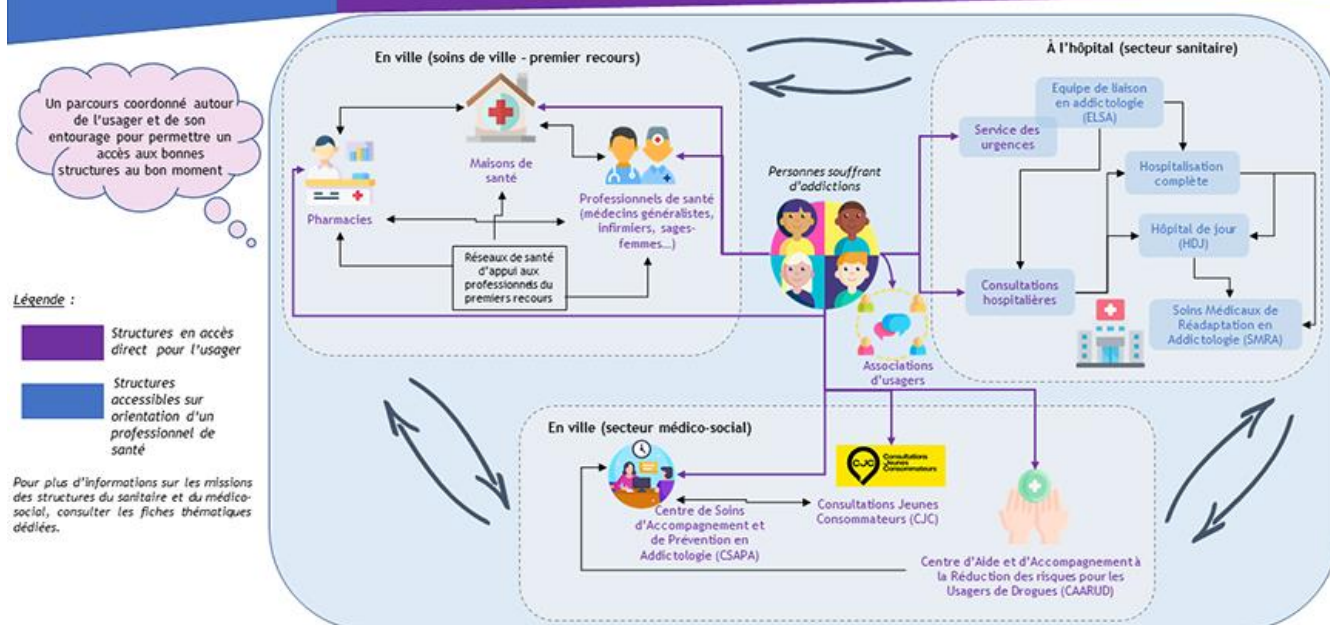 Un parcours coordonné autour
de l'usager et de son
entourage pour permettre un
accès aux bonnes
structures au bon moment
Légende :
Structures en accès
direct pour l'usager
Structures
accessibles sur
orientation d'un
professionnel de
santé
Pour plus d'informations sur les missions
des structures du sanitaire et du médico-
social, consulter les fiches thématiques
dédiées.
En ville (soins de ville - premier recours)
Maisons de
santé
Pharmacies
Professionnels de santé
(médecins généralistes,
infirmiers, sages-
femmes...)
Réseaux de santé
d'appui aux
professionnels du
premiers recours
Personnes souffrant
d'addictions
Associations
d'usagers
À l'hôpital (secteur sanitaire)
Equipe de liaison
en addictologie
(ELSA)
Service des
urgences
Hospitalisation
complète
Hôpital de jour
(HDJ)
Consultations
hospitalières
Soins Médicaux de
Réadaptation en
Addictologie (SMRA)
En ville (secteur médico-social)
Centre de Soins
d'Accompagnement et
de Prévention en
Addictologie (CSAPA)
CJC
Consultations
Jeunes
Consommateurs
Consultations Jeunes
Consommateurs (CJC)
Centre d'Aide et d'Accompagnement à
la Réduction des risques pour les
Usagers de Drogues (CAARUD)